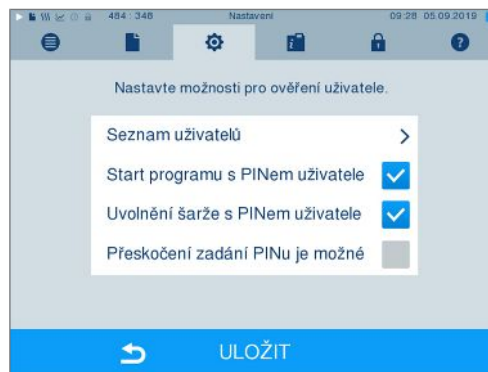 484 : 348 Nastavení 09:28 05.09.2019
Nastavte možnosti pro ověření uživatele.
Seznam uživatelů
Start programu s PINem uživatele
Uvolnění šarže s PINem uživatele
Přeskočení zadání PINu je možné
ULOŽIT